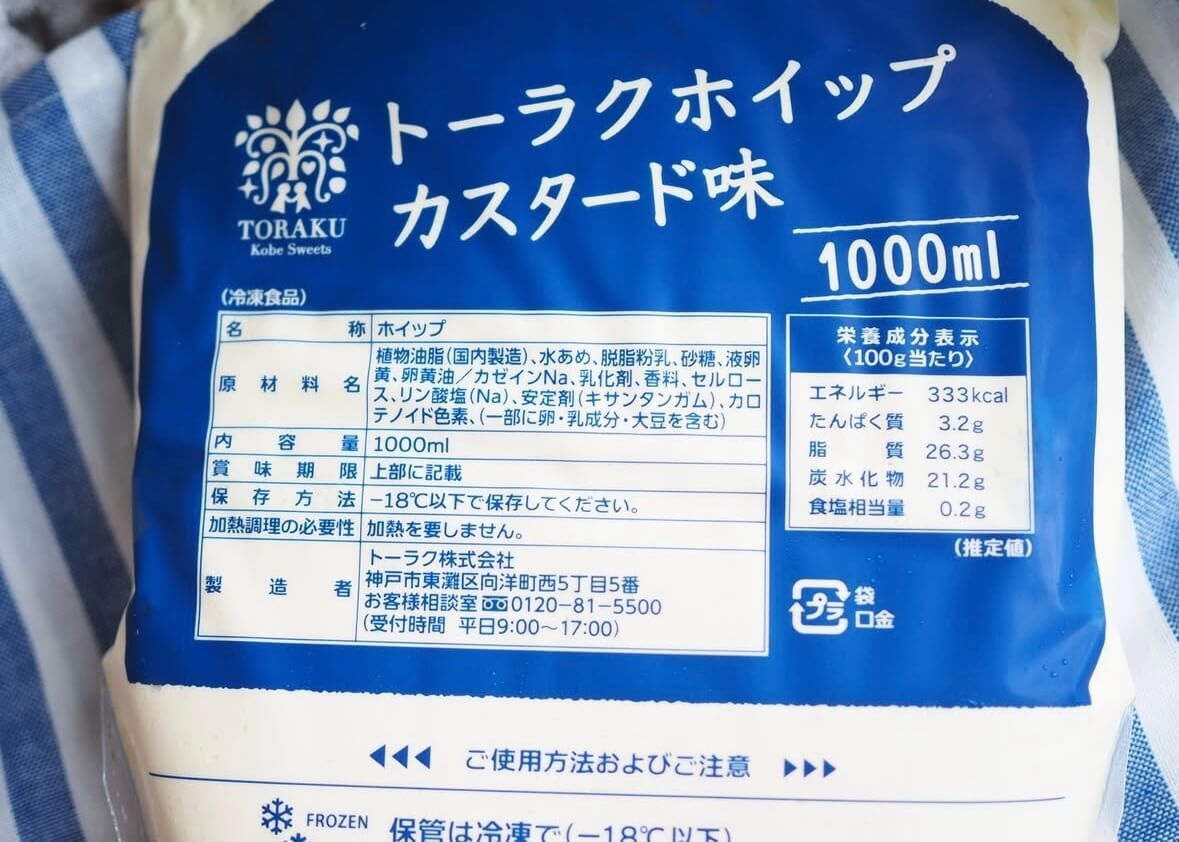 トーラクホイップ
カスタード味
TORAKU
Kobe Sweets
1000ml
(冷凍食品)
名称 ホイップ
原材料名 植物油脂(国内製造)、水あめ、脱脂粉乳、砂糖、液卵
黄、卵黄油／カゼインNa、乳化剤、香料、セルロー
ス、リン酸塩(Na)、安定剤(キサンタンガム)、カロ
テノイド色素、(一部に卵・乳成分・大豆を含む)
内容量 1000ml
賞味期限 上部に記載
保存方法 −18℃以下で保存してください。
加熱調理の必要性 加熱を要しません。
製造者 トーラク株式会社
神戸市東灘区向洋町西5丁目5番
お客様相談室 0120−81−5500
(受付時間 平日9:00〜17:00)
栄養成分表示
〈100g当たり〉
エネルギー 333kcal
たんぱく質 3.2g
脂質 26.3g
炭水化物 21.2g
食塩相当量 0.2g
(推定値)
プラ
袋
口金
◀◀◀ ご使用方法およびご注意 ▶▶▶
FROZEN 保管は冷凍で(−18℃以下)